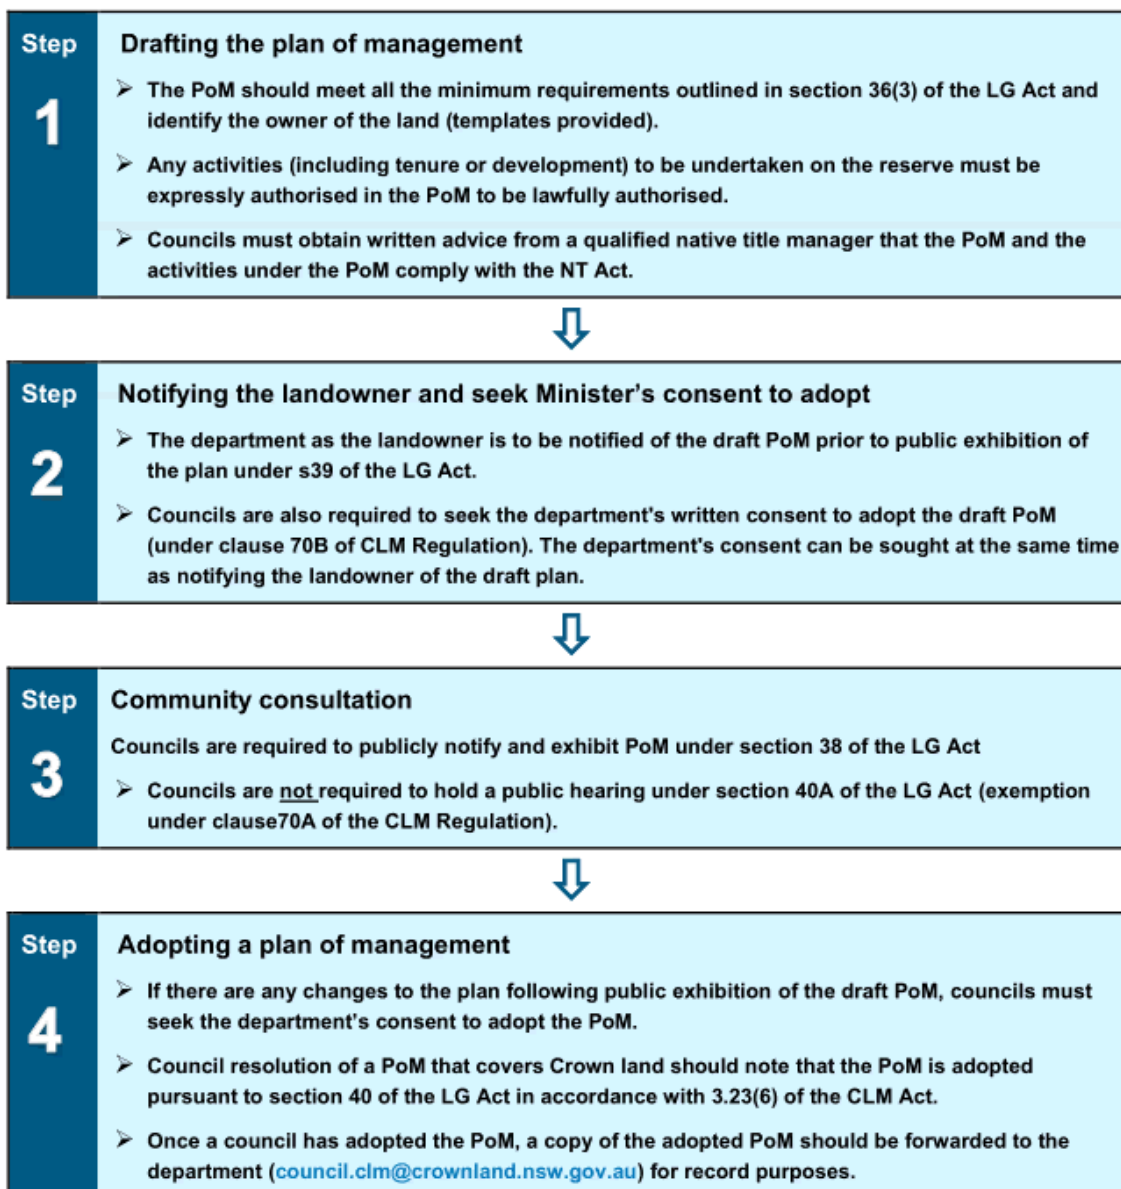 Step
1
Drafting the plan of management
➢ The PoM should meet all the minimum requirements outlined in section 36(3) of the LG Act and
identify the owner of the land (templates provided).
➢ Any activities (including tenure or development) to be undertaken on the reserve must be
expressly authorised in the PoM to be lawfully authorised.
➢ Councils must obtain written advice from a qualified native title manager that the PoM and the
activities under the PoM comply with the NT Act.
Step
2
Notifying the landowner and seek Minister’s consent to adopt
➢ The department as the landowner is to be notified of the draft PoM prior to public exhibition of
the plan under s39 of the LG Act.
➢ Councils are also required to seek the department's written consent to adopt the draft PoM
(under clause 70B of CLM Regulation). The department's consent can be sought at the same time
as notifying the landowner of the draft plan.
Step
3
Community consultation
Councils are required to publicly notify and exhibit PoM under section 38 of the LG Act
➢ Councils are not required to hold a public hearing under section 40A of the LG Act (exemption
under clause70A of the CLM Regulation).
Step
4
Adopting a plan of management
➢ If there are any changes to the plan following public exhibition of the draft PoM, councils must
seek the department's consent to adopt the PoM.
➢ Council resolution of a PoM that covers Crown land should note that the PoM is adopted
pursuant to section 40 of the LG Act in accordance with 3.23(6) of the CLM Act.
➢ Once a council has adopted the PoM, a copy of the adopted PoM should be forwarded to the
department (council.clm@crownland.nsw.gov.au) for record purposes.